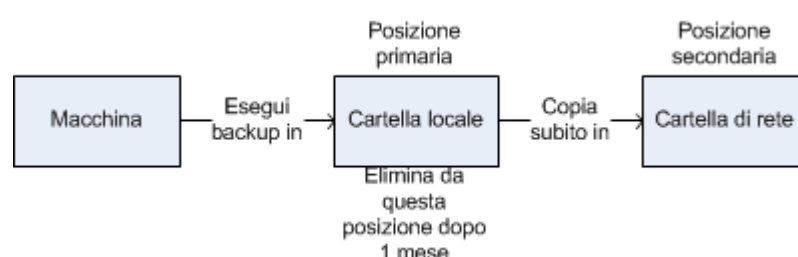 Posizione
primaria
Posizione
secondaria
Macchina
Esegui
backup in
Cartella locale
Copia
subito in
Cartella di rete
Elimina da
questa
posizione dopo
1 mese